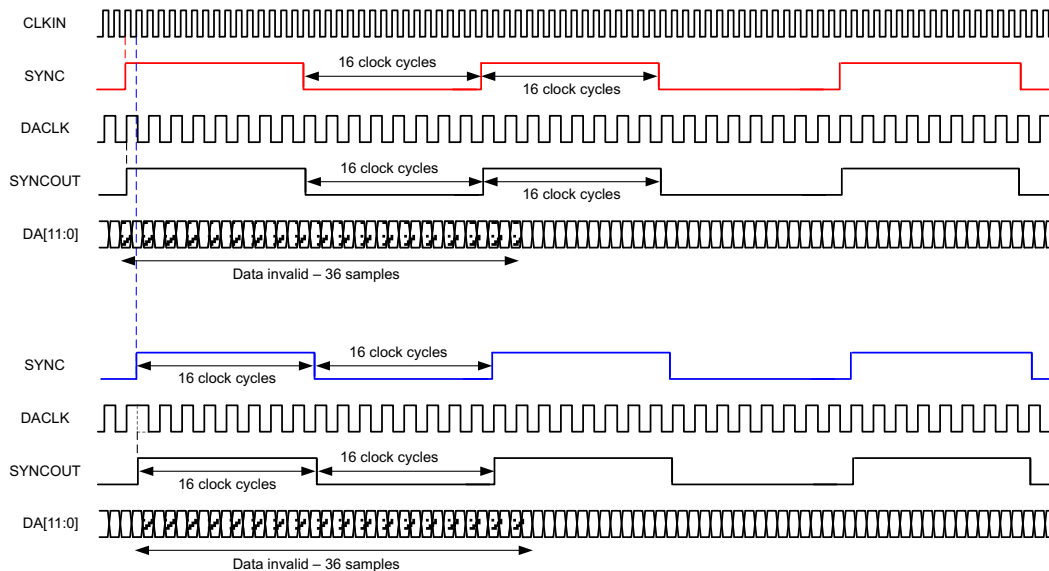 CLKIN
SYNC
16 clock cycles
16 clock cycles
DACLK
SYNCOUT
16 clock cycles
16 clock cycles
DA[11:0]
Data invalid – 36 samples
SYNC
16 clock cycles
16 clock cycles
DACLK
SYNCOUT
16 clock cycles
16 clock cycles
DA[11:0]
Data invalid – 36 samples